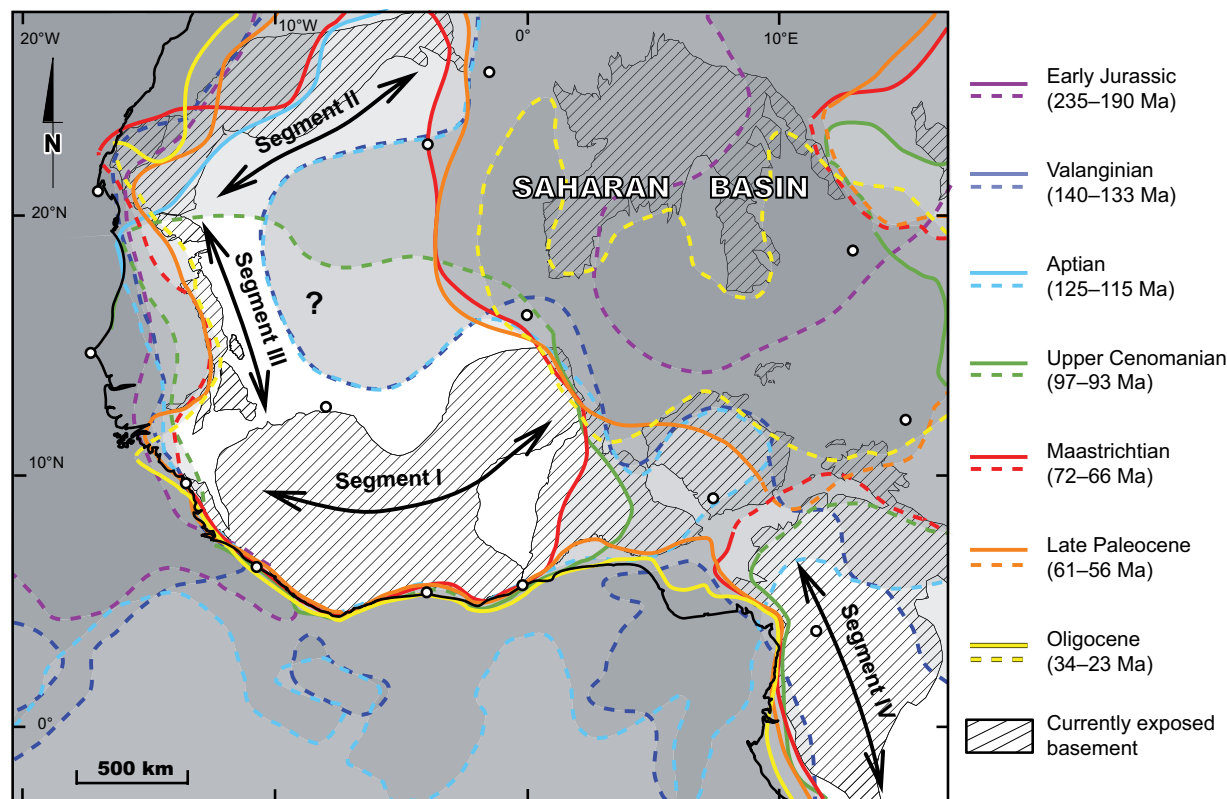 20°W
10°W
0°
10°E
N
Segment II
SAHARAN BASIN
20°N
Segment III
?
10°N
Segment I
Segment IV
0°
500 km
Early Jurassic
(235–190 Ma)
Valanginian
(140–133 Ma)
Aptian
(125–115 Ma)
Upper Cenomanian
(97–93 Ma)
Maastrichtian
(72–66 Ma)
Late Paleocene
(61–56 Ma)
Oligocene
(34–23 Ma)
Currently exposed
basement